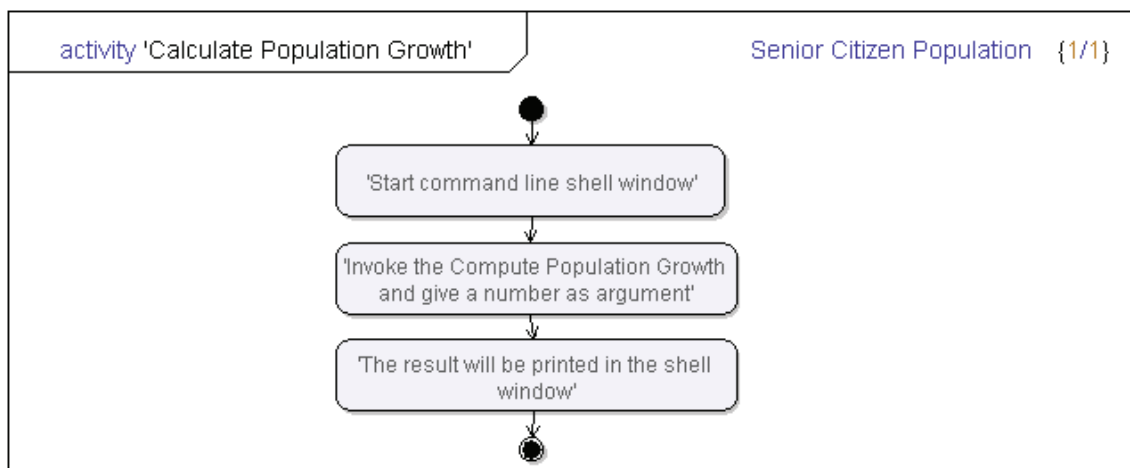 activity 'Calculate Population Growth'
Senior Citizen Population {1/1}
'Start command line shell window'
'Invoke the Compute Population Growth
and give a number as argument'
'The result will be printed in the shell
window'